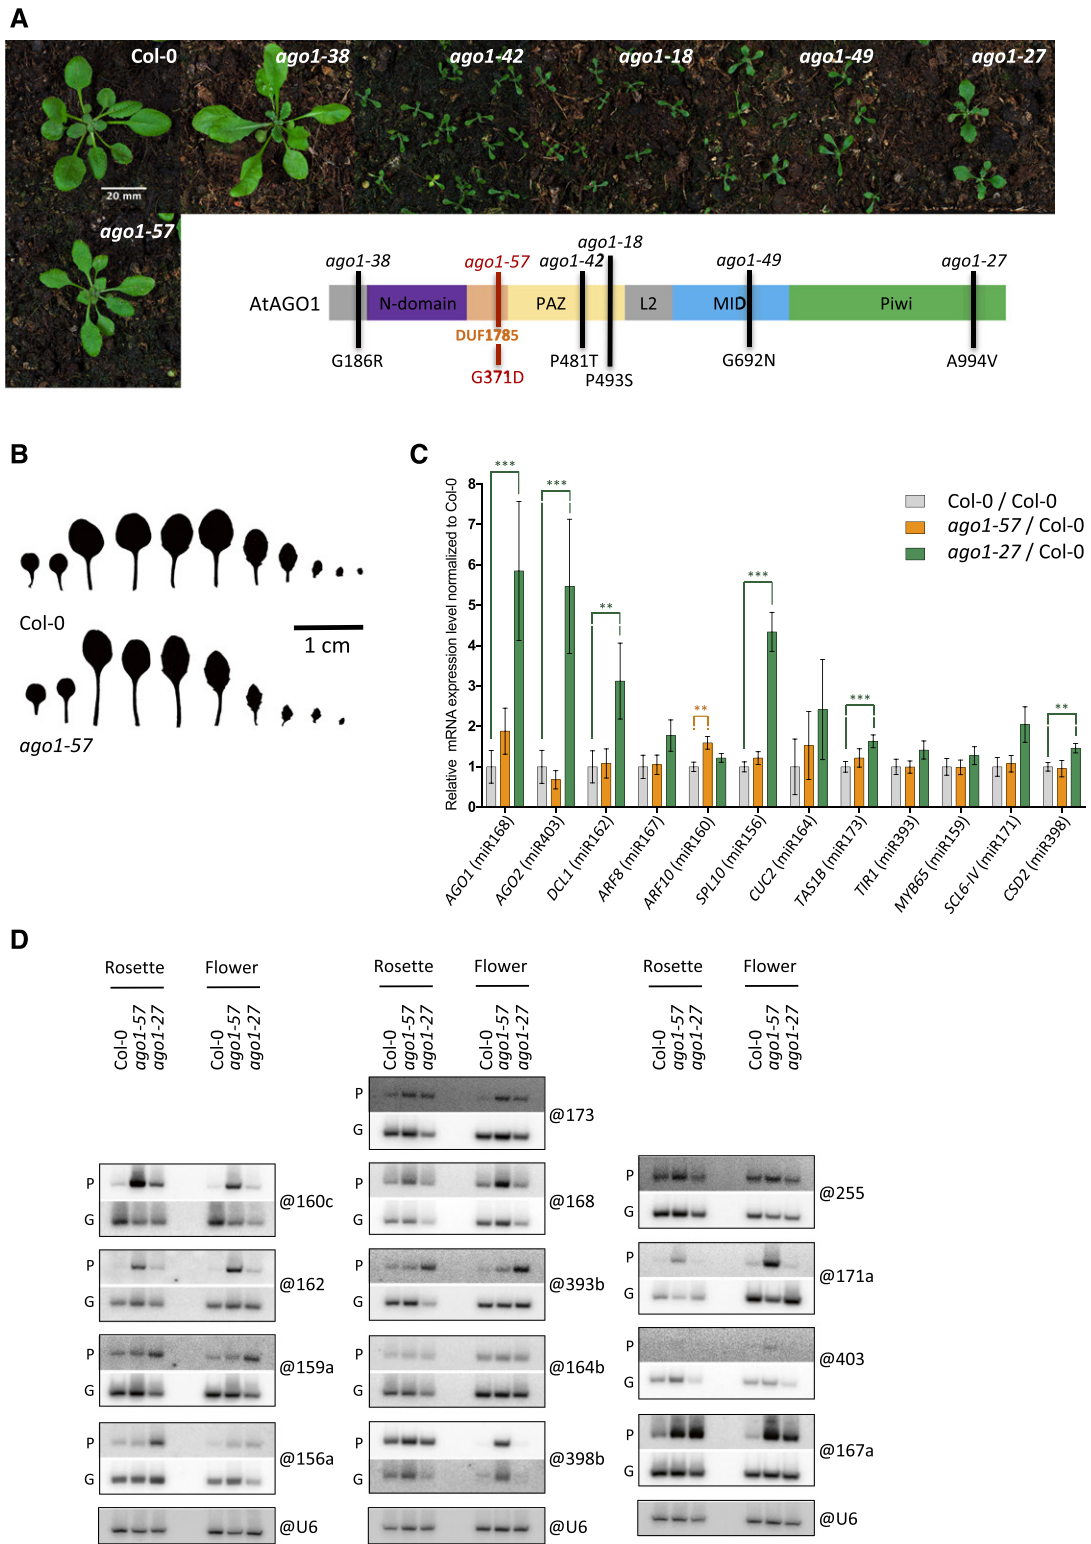 A
Col-0
ago1-38
ago1-42
ago1-18
ago1-49
ago1-27
20 mm
ago1-57
ago1-18
ago1-38
ago1-57
ago1-42
ago1-49
ago1-27
AtAGO1
N-domain
PAZ
L2
MID
Piwi
DUF1785
G186R
G371D
P481T
P493S
G692N
A994V
B
Col-0
1 cm
ago1-57
C
Relative mRNA expression level normalized to Col-0
8
7
6
5
4
3
2
1
0
***
***
**
**
***
***
**
Col-0 / Col-0
ago1-57 / Col-0
ago1-27 / Col-0
AGO1 (miR168)
AGO2 (miR403)
DCL1 (miR162)
ARF8 (miR167)
ARF10 (miR160)
SPL10 (miR156)
CUC2 (miR164)
TAS1B (miR173)
TIR1 (miR393)
MYB65 (miR159)
SCL6-IV (miR171)
CSD2 (miR398)
D
Rosette
Flower
Col-0
ago1-57
ago1-27
Col-0
ago1-57
ago1-27
P
G
@160c
P
G
@162
P
G
@159a
P
G
@156a
@U6
Rosette
Flower
Col-0
ago1-57
ago1-27
Col-0
ago1-57
ago1-27
P
G
@173
P
G
@168
P
G
@393b
P
G
@164b
P
G
@398b
@U6
Rosette
Flower
Col-0
ago1-57
ago1-27
Col-0
ago1-57
ago1-27
P
G
@255
P
G
@171a
P
G
@403
P
G
@167a
@U6